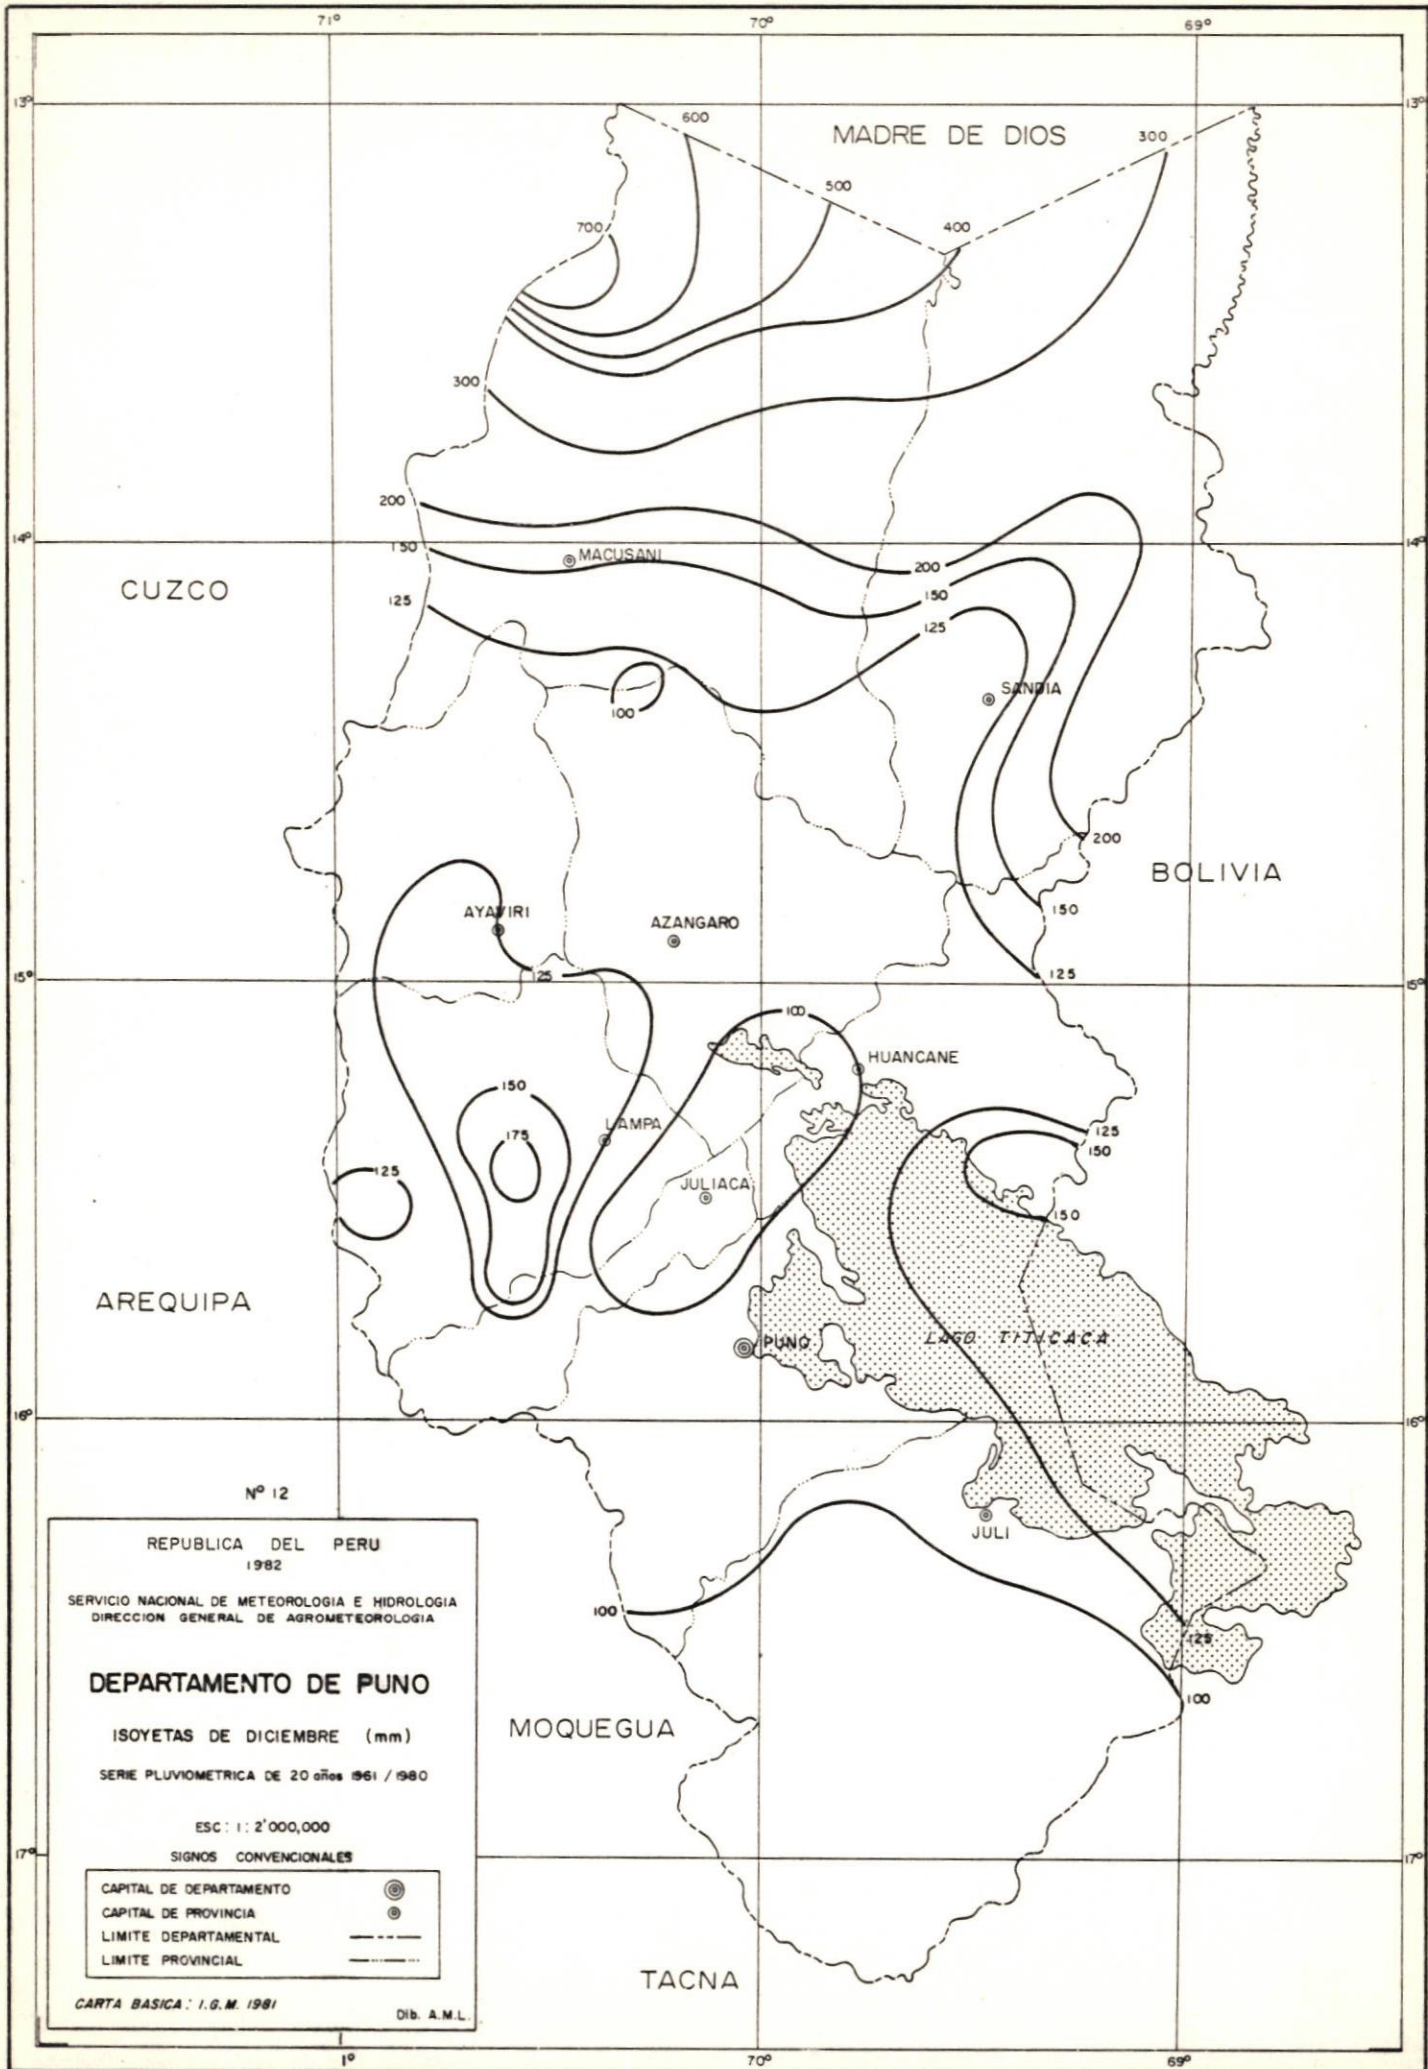 71°
70°
69°
13°
13°
600
MADRE DE DIOS
300
500
700
400
300
200
14°
14°
150
MACUSANI
200
CUZCO
125
150
125
SANDIA
100
200
BOLIVIA
AYAVIRI
AZANGARO
150
15°
125
125
15°
100
HUANCANE
150
175
LAMPA
125
150
125
JULIACA
150
AREQUIPA
LAGO TITICACA
PUNO
16°
16°
N° 12
JULI
REPUBLICA DEL PERU
1982
SERVICIO NACIONAL DE METEOROLOGIA E HIDROLOGIA
DIRECCION GENERAL DE AGROMETEOROLOGIA
100
125
DEPARTAMENTO DE PUNO
100
ISOYETAS DE DICIEMBRE (mm)
MOQUEGUA
SERIE PLUVIOMETRICA DE 20 años 1961 / 1980
ESC: 1: 2'000,000
SIGNOS CONVENCIONALES
17°
17°
CAPITAL DE DEPARTAMENTO
CAPITAL DE PROVINCIA
LIMITE DEPARTAMENTAL
LIMITE PROVINCIAL
TACNA
CARTA BASICA: I.G.M. 1981
Dib. A.M.L.
1°
70°
69°